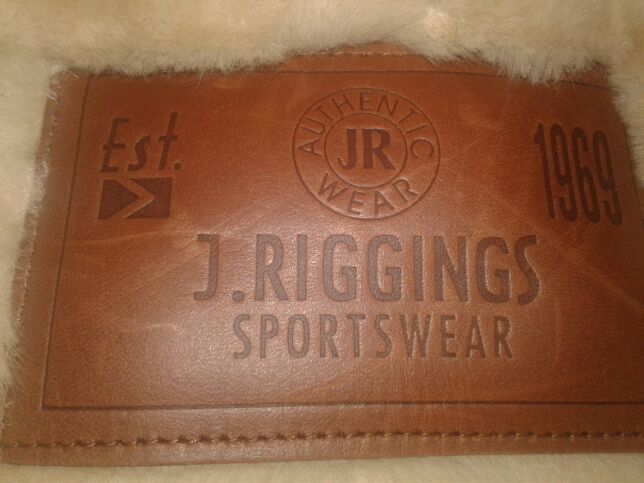 AUTHENTIC
JR
WEAR
Est. 1969
J.RIGGINGS
SPORTSWEAR